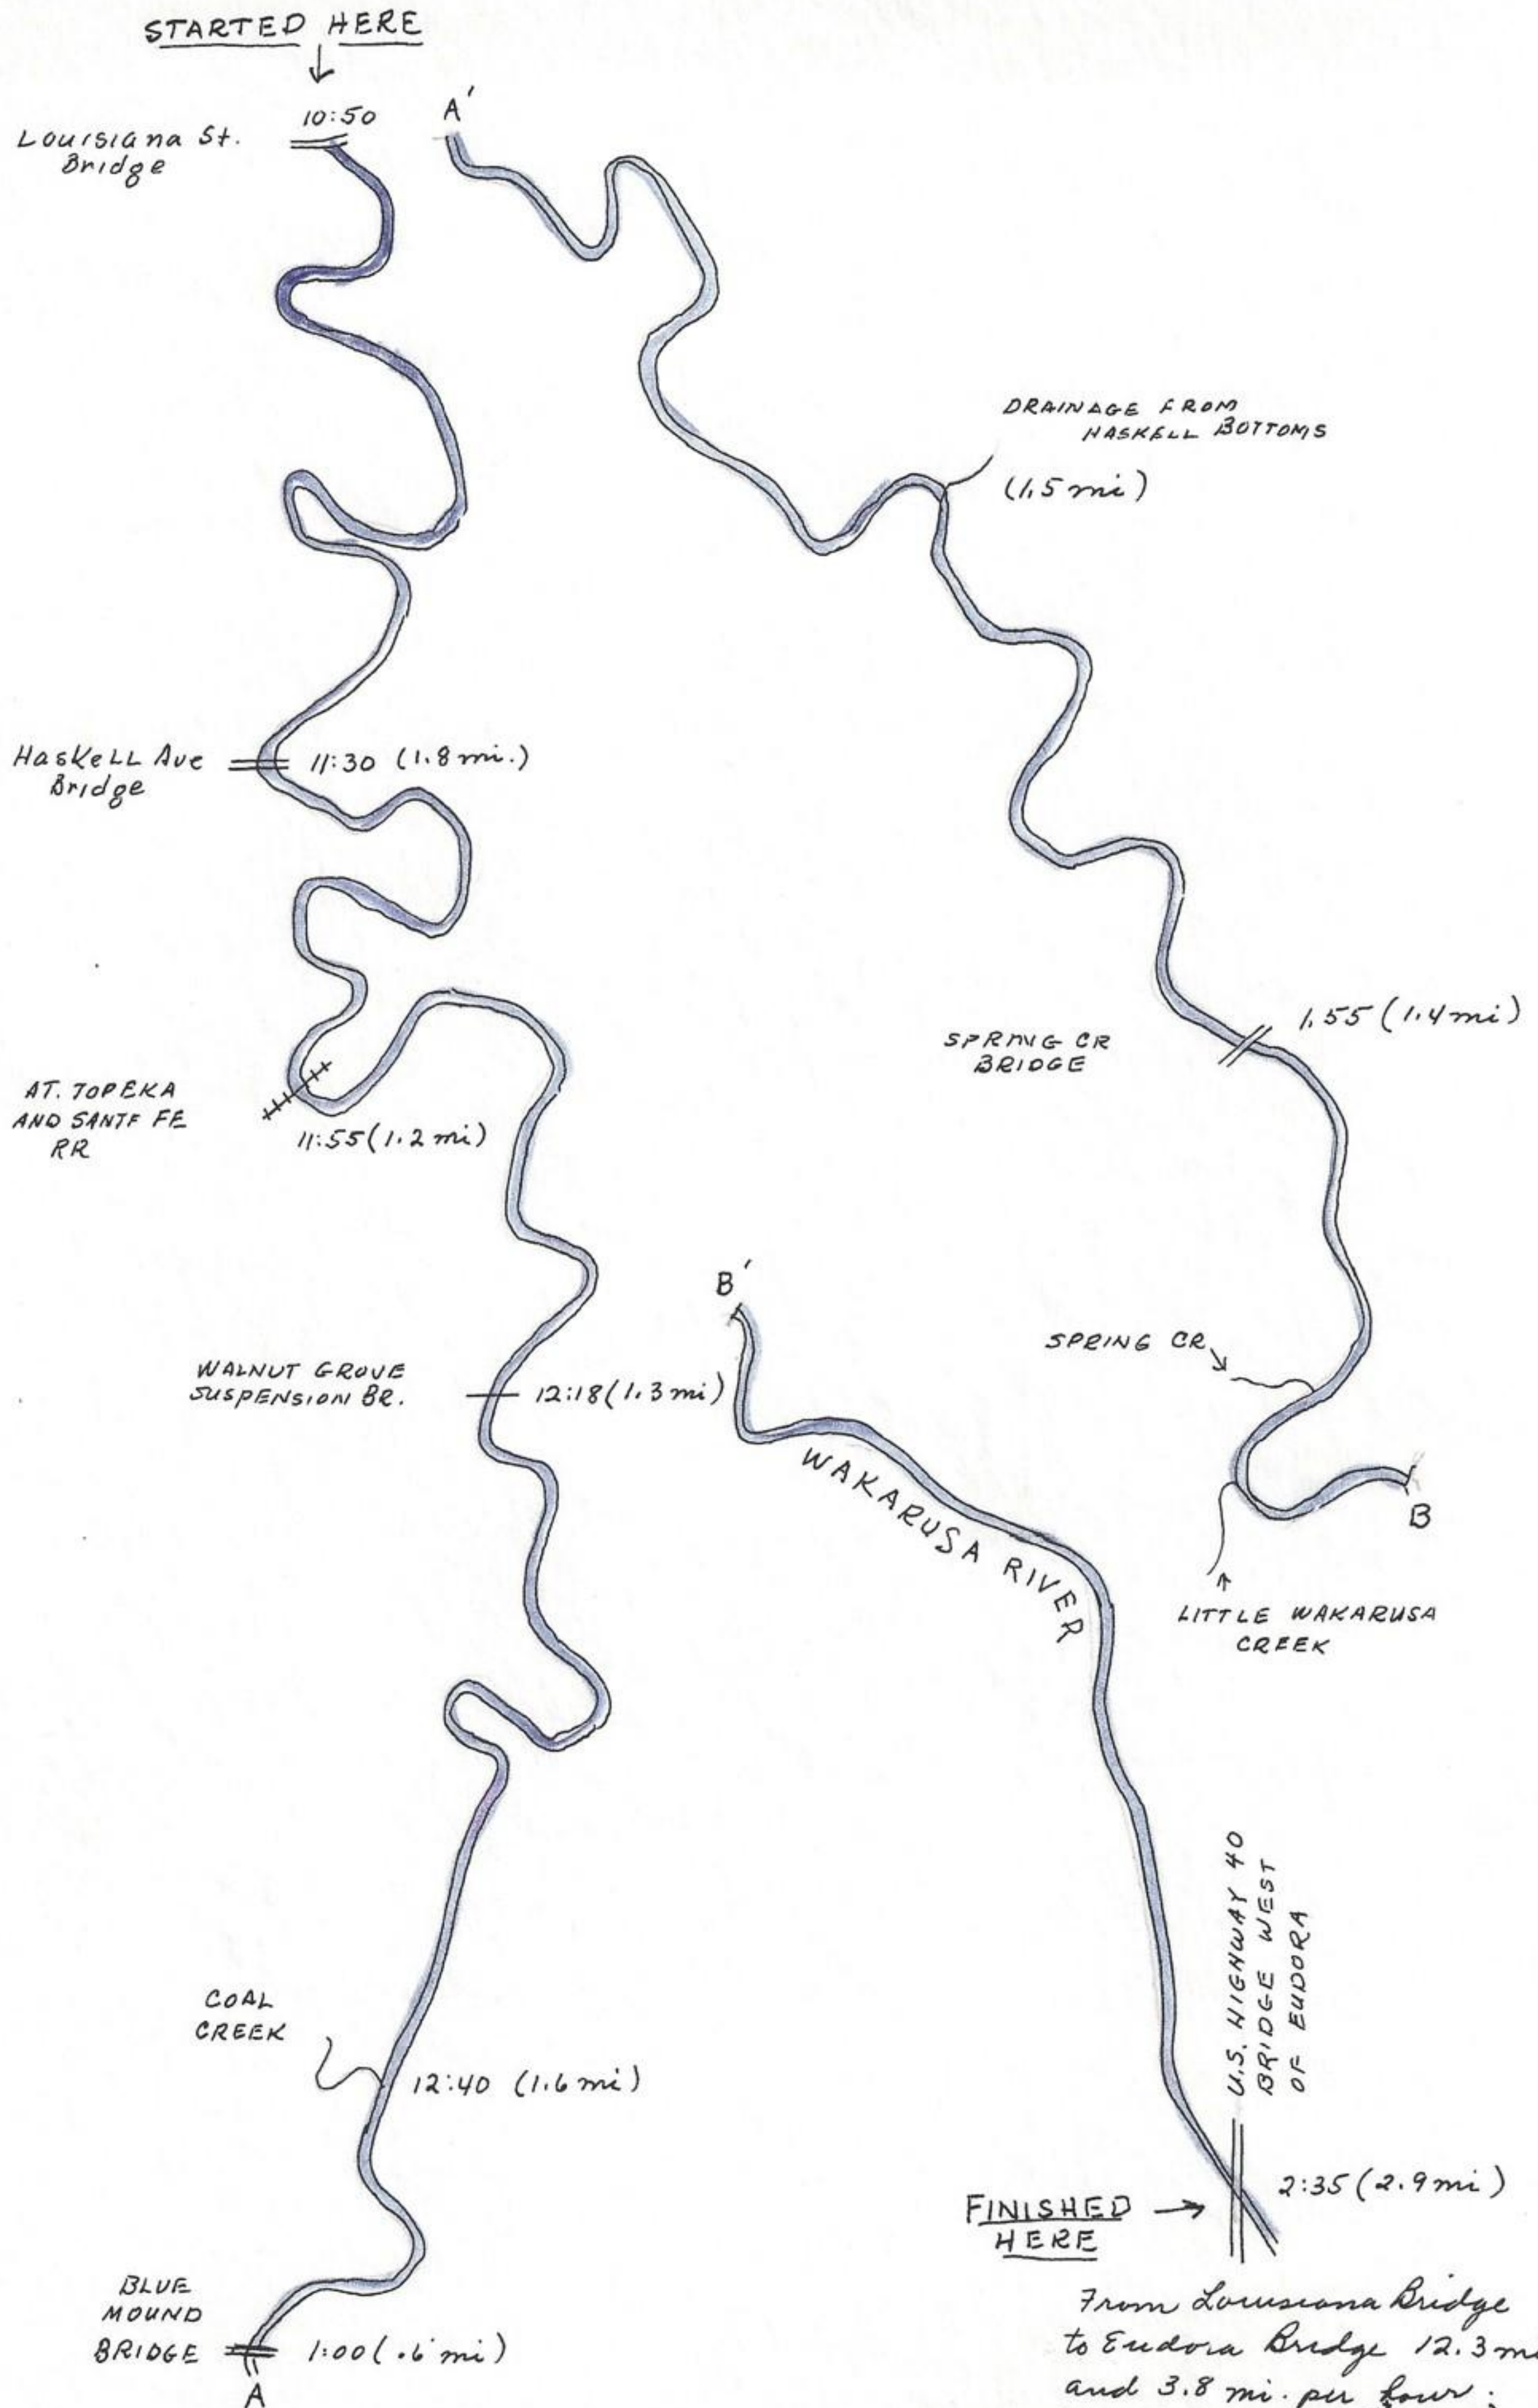 STARTED HERE
10:50
Louisiana St.
Bridge
A'
DRAINAGE FROM
HASKELL BOTTOMS
(1.5 mi)
Haskell Ave
Bridge
11:30 (1.8 mi.)
1.55 (1.4 mi)
SPRING CR
BRIDGE
AT. TOPEKA
AND SANTF FE
RR
11:55 (1.2 mi)
B'
SPRING CR
WALNUT GROVE
SUSPENSION BR.
12:18 (1.3 mi)
WAKARUSA RIVER
B
LITTLE WAKARUSA
CREEK
U.S. HIGHWAY 40
BRIDGE WEST
OF EUDORA
COAL
CREEK
12:40 (1.6 mi)
2:35 (2.9 mi)
FINISHED
HERE
BLUE
MOUND
BRIDGE
1:00 (.6 mi)
A
From Louisiana Bridge
to Eudora Bridge 12.3 mi
and 3.8 mi. per hour.